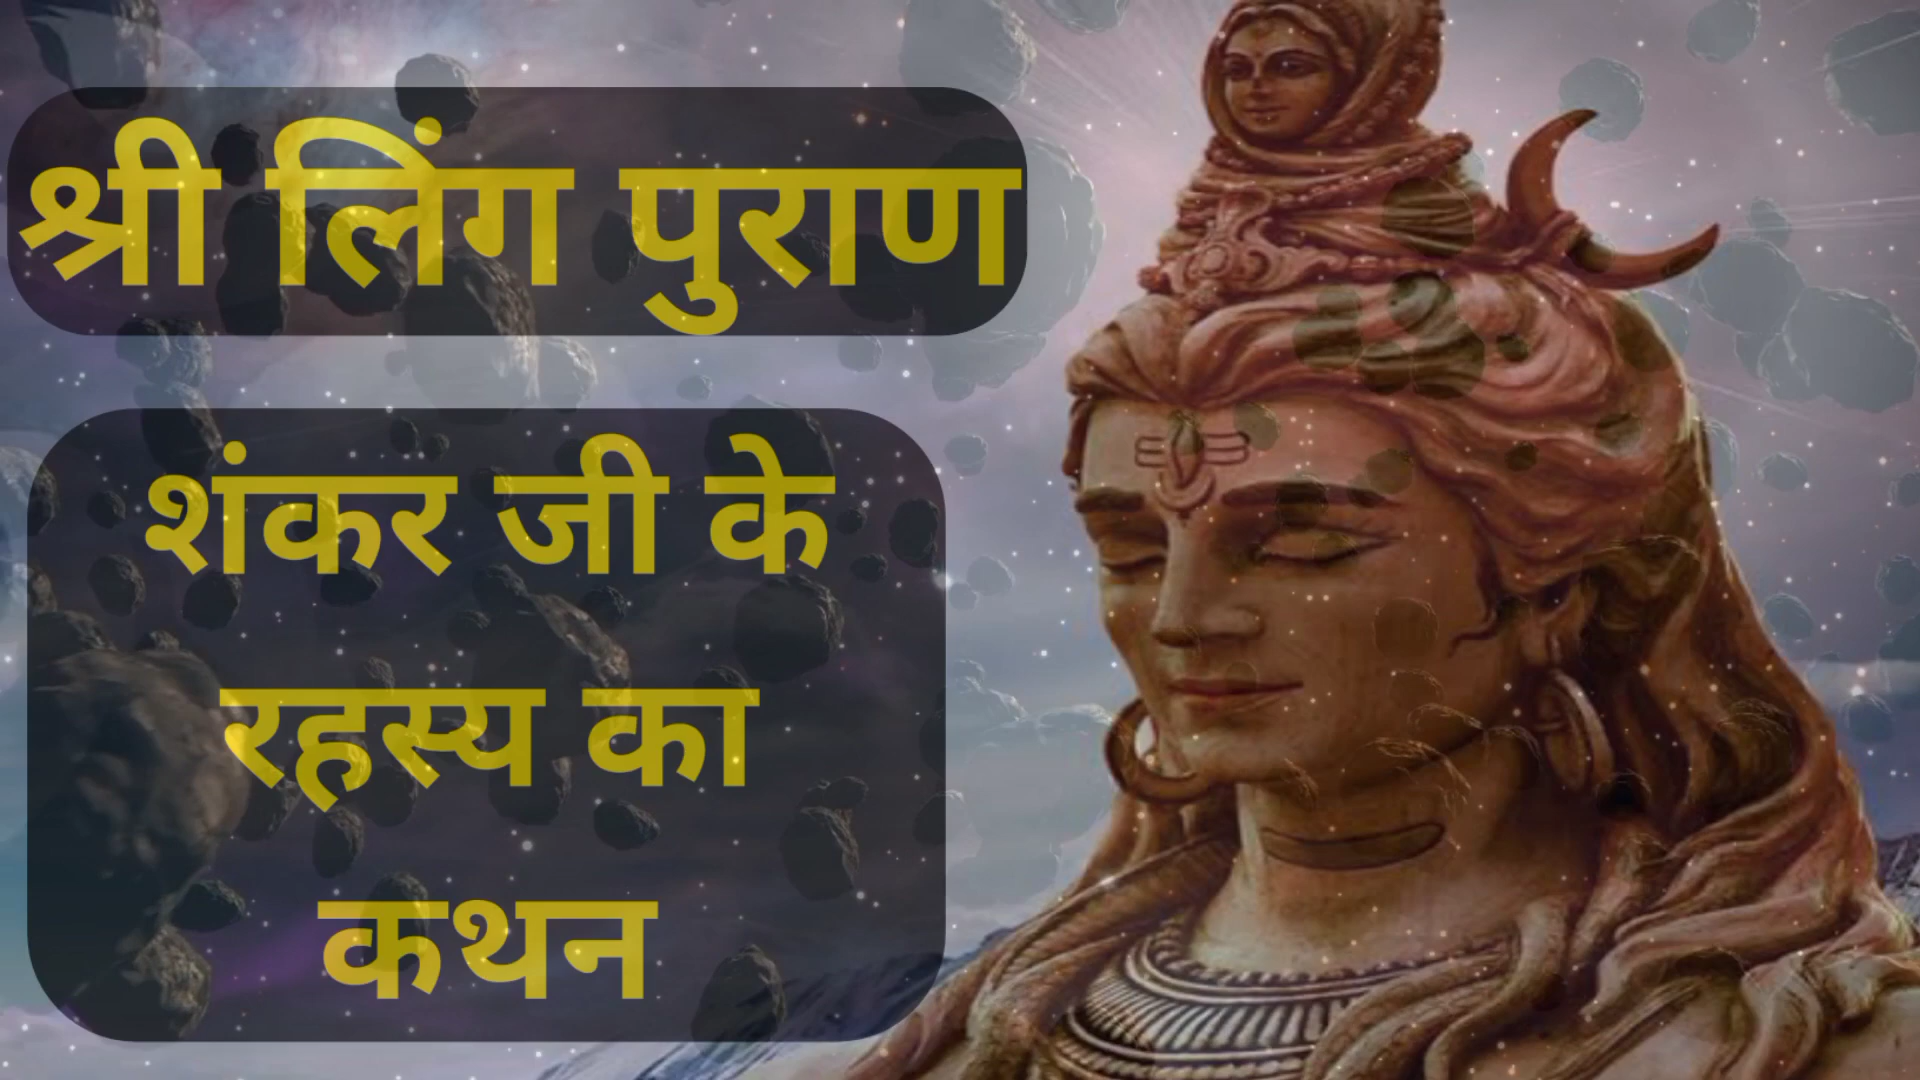 श्री लिंग पुराण
शंकर जी के
रहस्य का
कथन